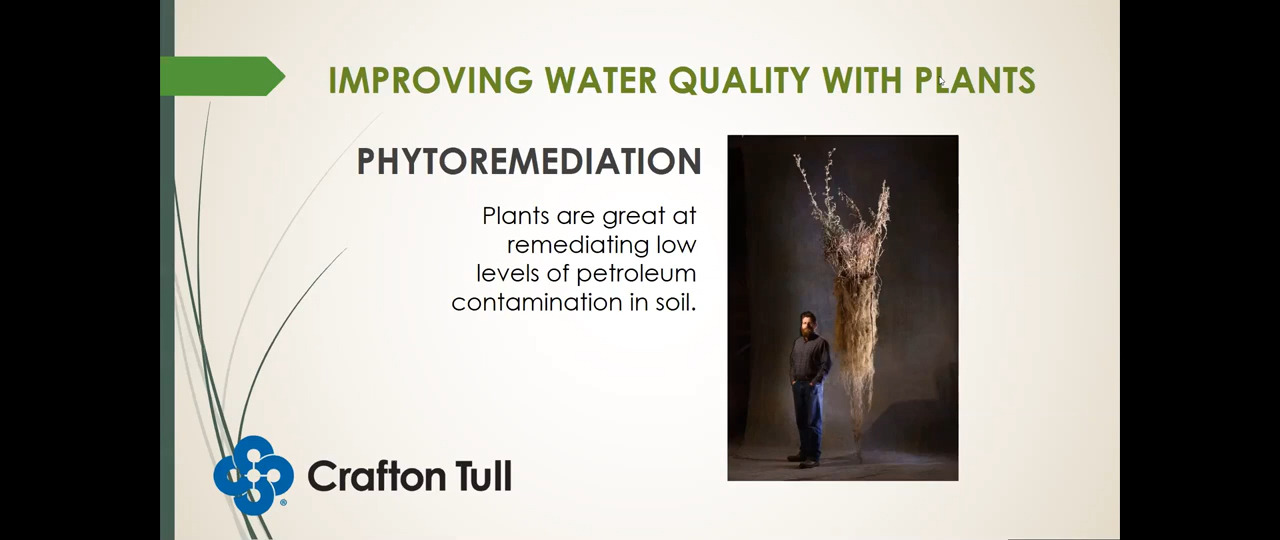 IMPROVING WATER QUALITY WITH PLANTS
PHYTOREMEDIATION
Plants are great at
remediating low
levels of petroleum
contamination in soil.
Crafton Tull
®